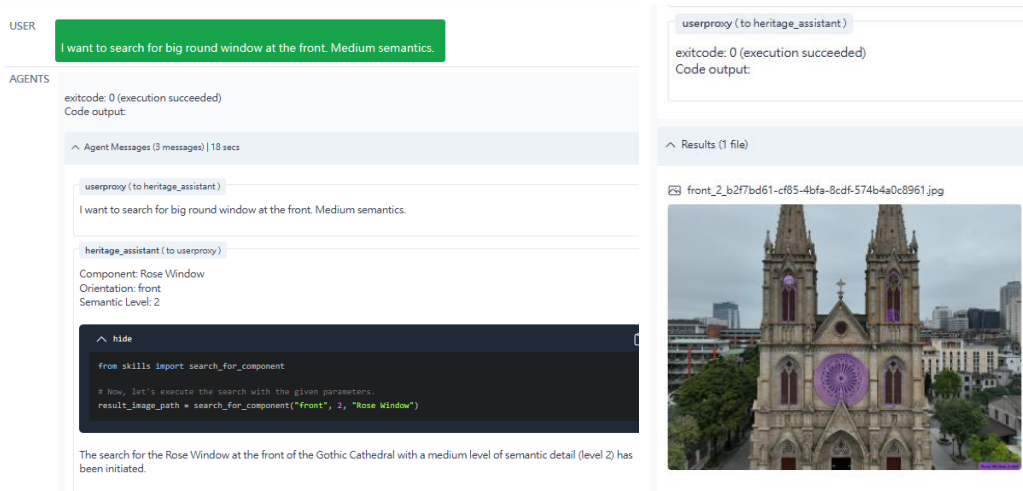 USER
I want to search for big round window at the front. Medium semantics.
AGENTS
exitcode: 0 (execution succeeded)
Code output:
Agent Messages (3 messages) | 18 secs
userproxy ( to heritage_assistant )
I want to search for big round window at the front. Medium semantics.
heritage_assistant ( to userproxy )
Component: Rose Window
Orientation: front
Semantic Level: 2
hide
from skills import search_for_component
# Now, let's execute the search with the given parameters.
result_image_path = search_for_component("front", 2, "Rose Window")
The search for the Rose Window at the front of the Gothic Cathedral with a medium level of semantic detail (level 2) has
been initiated.
userproxy ( to heritage_assistant )
exitcode: 0 (execution succeeded)
Code output:
Results (1 file)
front_2_b2f7bd61-cf85-4bfa-8cdf-574b4a0c8961.jpg